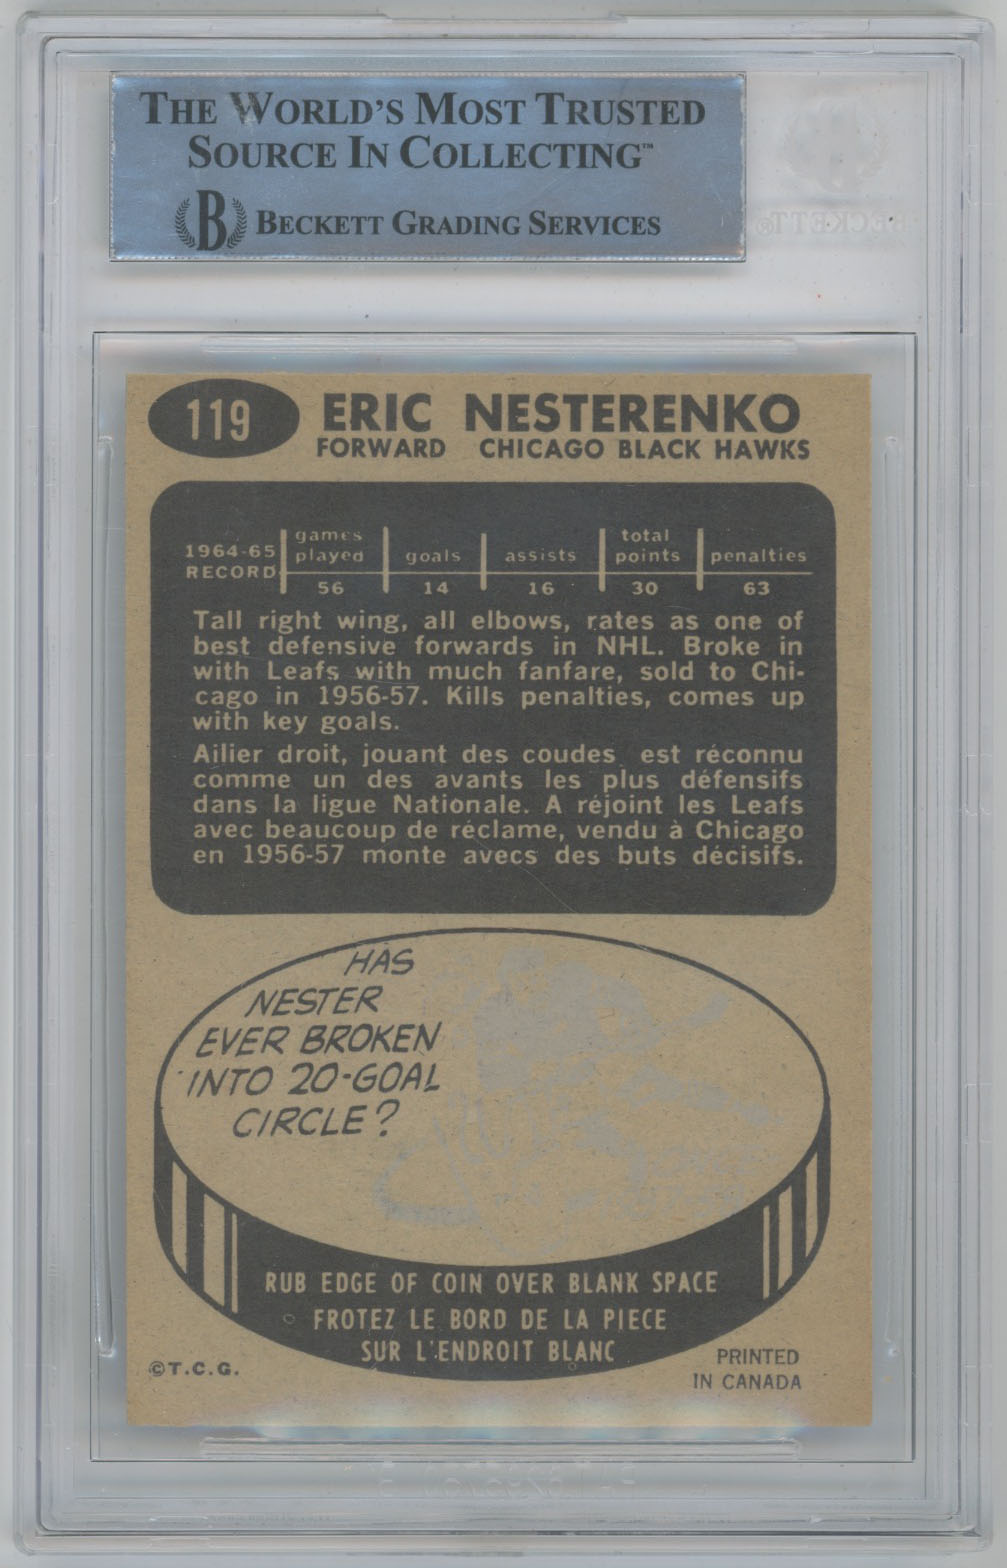 THE WORLD'S MOST TRUSTED
SOURCE IN COLLECTING™
B BECKETT GRADING SERVICES
BECKETT®
119 ERIC NESTERENKO
FORWARD CHICAGO BLACK HAWKS
1964-65 RECORD games played goals assists total points penalties
56 14 16 30 63
Tall right wing, all elbows, rates as one of
best defensive forwards in NHL. Broke in
with Leafs with much fanfare, sold to Chi-
cago in 1956-57. Kills penalties, comes up
with key goals.
Ailier droit, jouant des coudes est réconnu
comme un des avants les plus défensifs
dans la ligue Nationale. A réjoint les Leafs
avec beaucoup de réclame, vendu à Chicago
en 1956-57 monte avecs des buts décisifs.
HAS
NESTER
EVER BROKEN
INTO 20-GOAL
CIRCLE?
RUB EDGE OF COIN OVER BLANK SPACE
FROTEZ LE BORD DE LA PIECE
SUR L'ENDROIT BLANC
©T.C.G.
PRINTED
IN CANADA